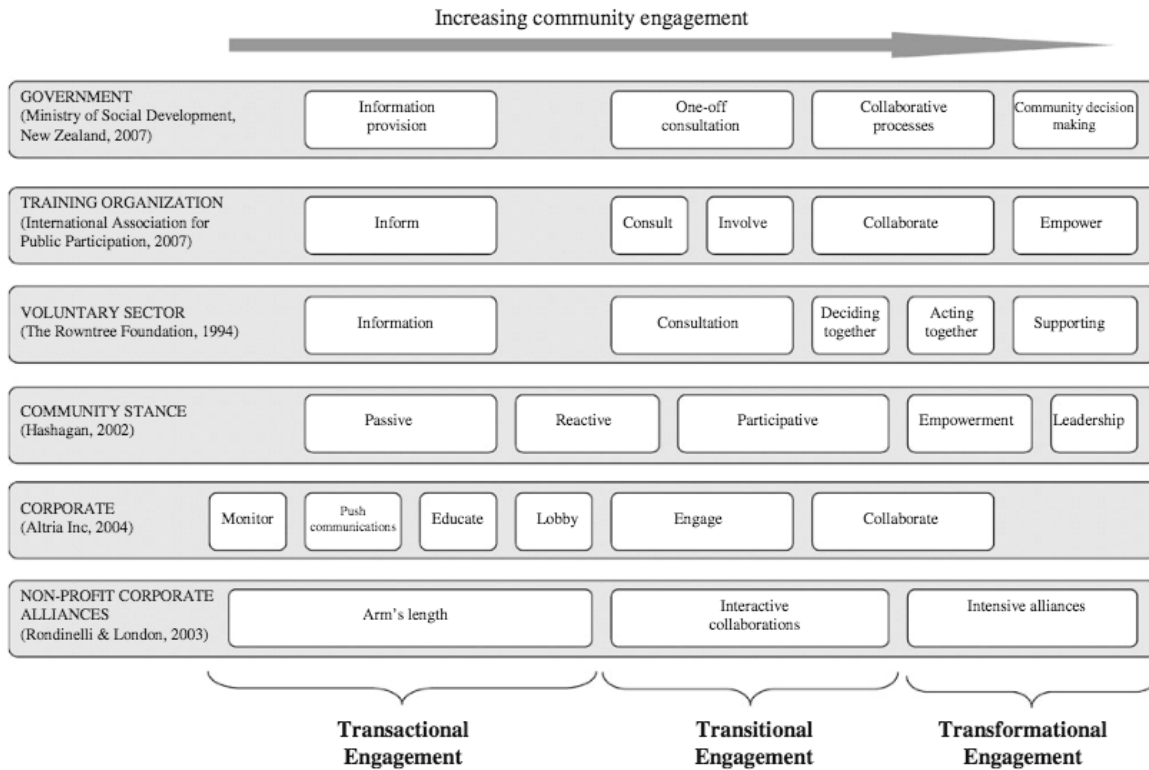 Increasing community engagement
GOVERNMENT
(Ministry of Social Development,
New Zealand, 2007)
Information
provision
One-off
consultation
Collaborative
processes
Community decision
making
TRAINING ORGANIZATION
(International Association for
Public Participation, 2007)
Inform
Consult
Involve
Collaborate
Empower
VOLUNTARY SECTOR
(The Rowntree Foundation, 1994)
Information
Consultation
Deciding
together
Acting
together
Supporting
COMMUNITY STANCE
(Hashagan, 2002)
Passive
Reactive
Participative
Empowerment
Leadership
CORPORATE
(Altria Inc, 2004)
Monitor
Push
communications
Educate
Lobby
Engage
Collaborate
NON-PROFIT CORPORATE
ALLIANCES
(Rondinelli & London, 2003)
Arm's length
Interactive
collaborations
Intensive alliances
Transactional
Engagement
Transitional
Engagement
Transformational
Engagement